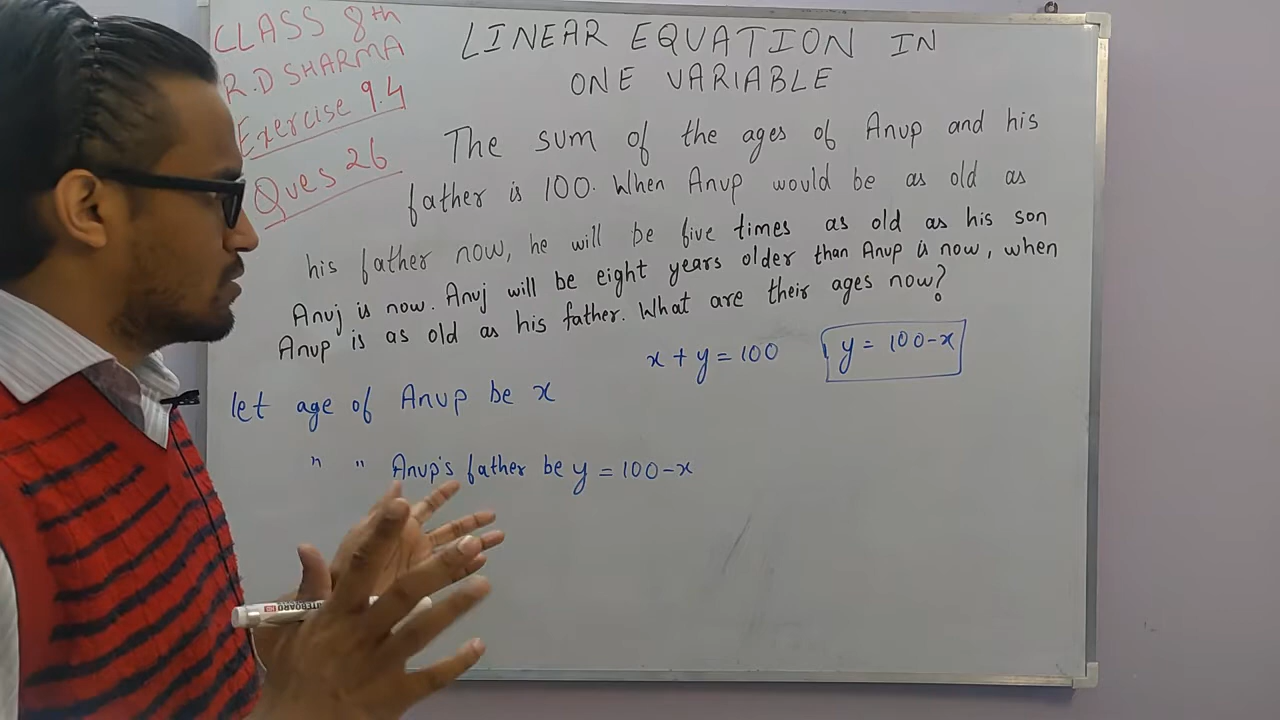 CLASS 8th
R.D SHARMA
Exercise 9.4
Ques 26
LINEAR EQUATION IN
ONE VARIABLE
The sum of the ages of Anup and his
father is 100. When Anup would be as old as
his father now, he will be five times as old as his son
Anuj is now. Anuj will be eight years older than Anup is now, when
Anup is as old as his father. What are their ages now?
x + y = 100
y = 100-x
let age of Anup be x
" " Anup's father be y = 100-x